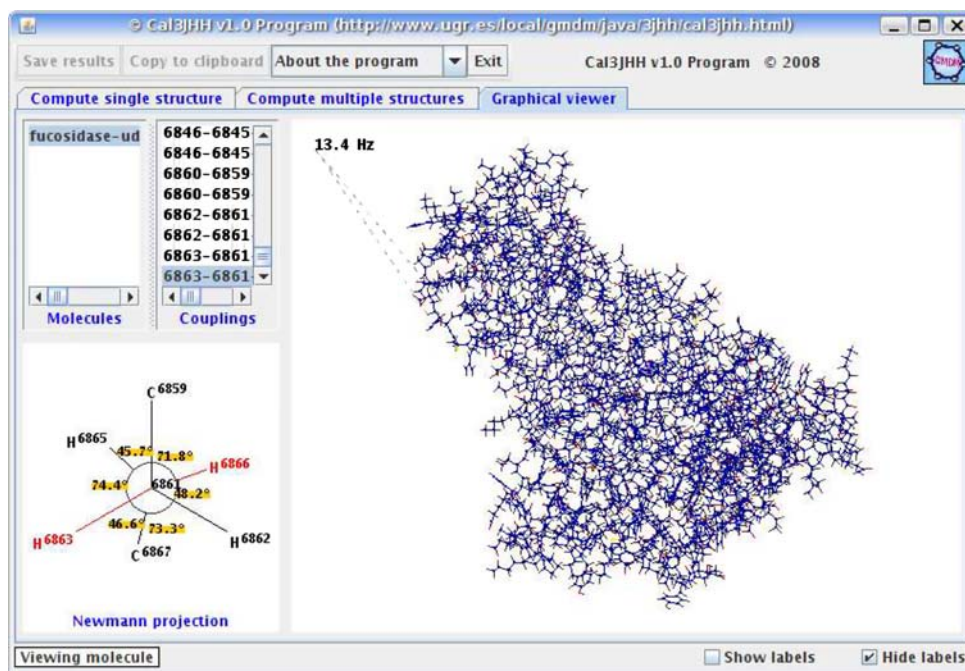 © Cal3JHH v1.0 Program (http://www.ugr.es/local/gmdm/java/3jhh/cal3jhh.html)
Save results Copy to clipboard About the program Exit Cal3JHH v1.0 Program © 2008 GMDM
Compute single structure Compute multiple structures Graphical viewer
fucosidase-ud
6846-6845-
6846-6845-
6860-6859-
6860-6859-
6862-6861-
6862-6861-
6863-6861-
6863-6861-
Molecules Couplings
13.4 Hz
C6859
H6865
45.7° 71.8°
H6866
74.4° 6861 48.2°
46.6° 73.3°
H6863 C6867 H6862
Newmann projection
Viewing molecule Show labels Hide labels